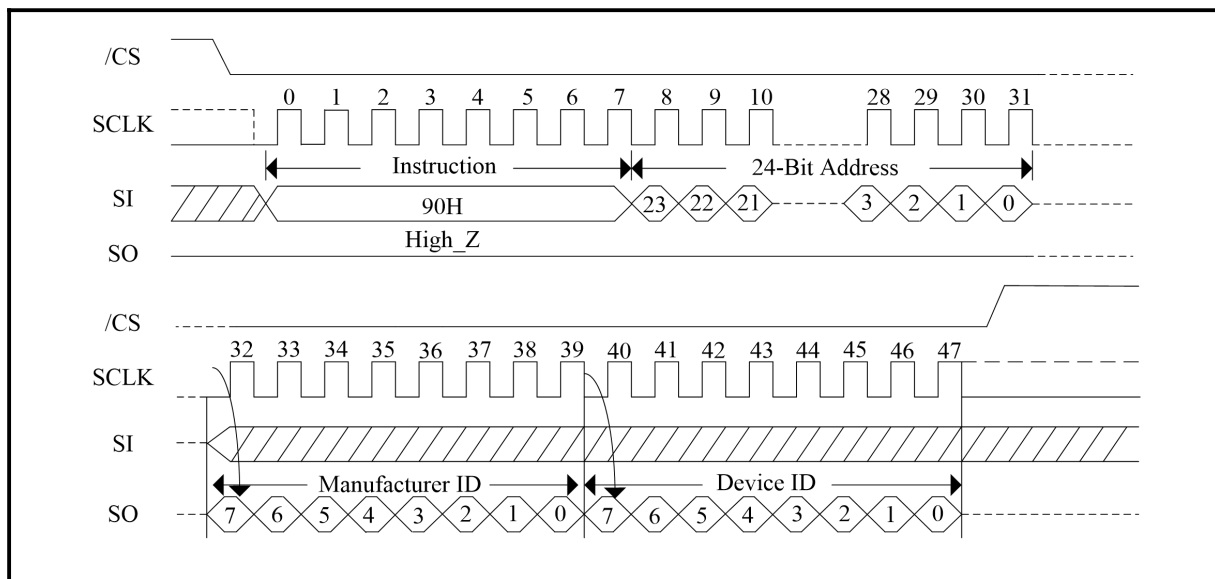 /CS
0 1 2 3 4 5 6 7 8 9 10 28 29 30 31
SCLK
Instruction 24-Bit Address
SI 90H 23 22 21 3 2 1 0
High_Z
SO
/CS
32 33 34 35 36 37 38 39 40 41 42 43 44 45 46 47
SCLK
SI
Manufacturer ID Device ID
SO 7 6 5 4 3 2 1 0 7 6 5 4 3 2 1 0